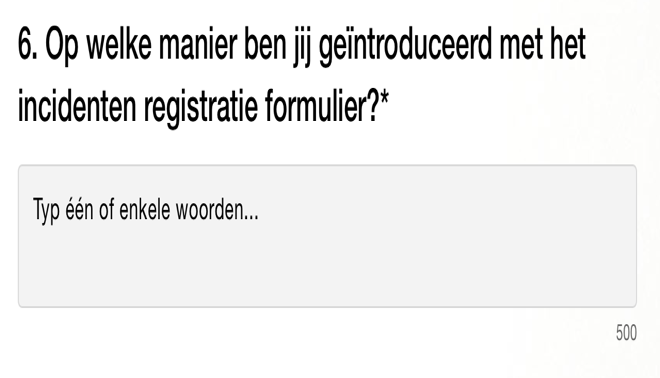 6. Op welke manier ben jij geïntroduceerd met het
incidenten registratie formulier?*
Typ één of enkele woorden...
500